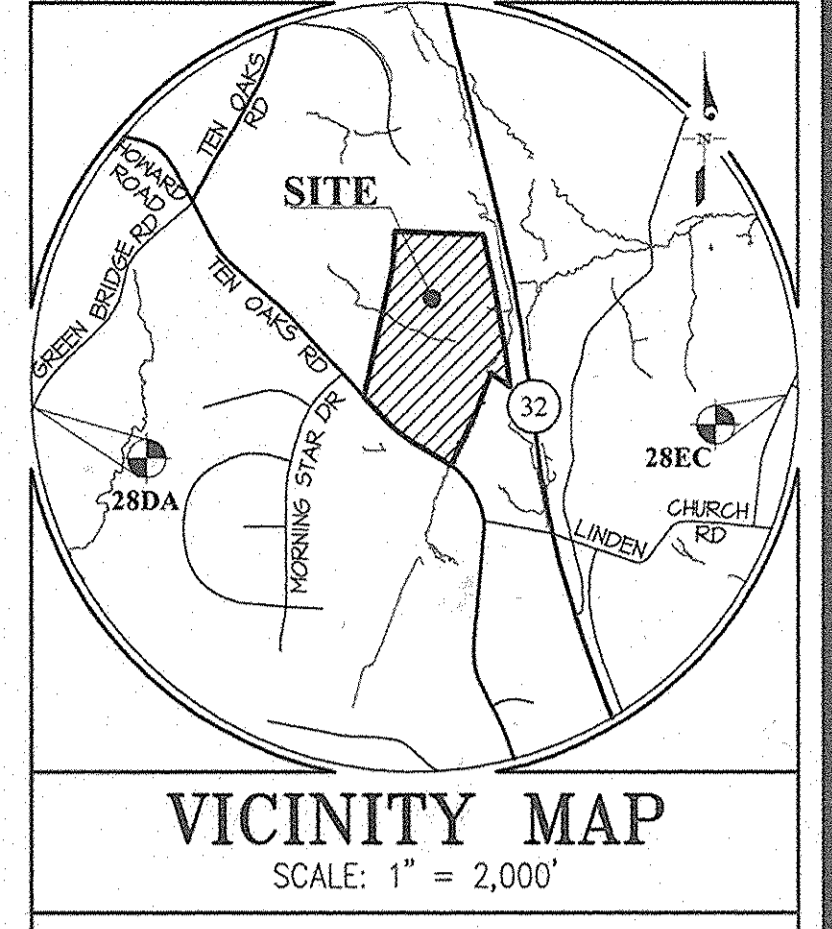 TEN OAKS
RD
HOWARD
ROAD
GREEN BRIDGE RD
SITE
N
TEN OAKS RD
MORNING STAR DR
32
28DA
28EC
LINDEN
CHURCH
RD
VICINITY MAP
SCALE: 1" = 2,000'